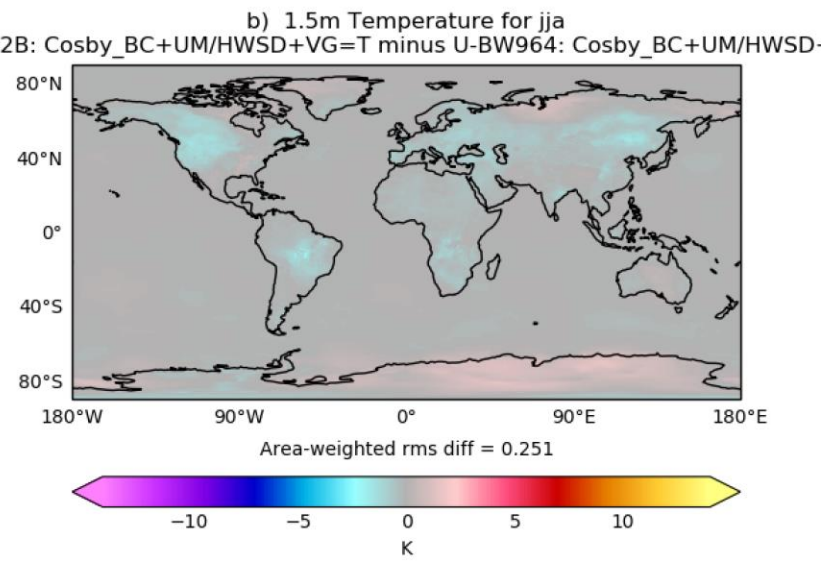 b)  1.5m Temperature for jja
2B: Cosby_BC+UM/HWSD+VG=T minus U-BW964: Cosby_BC+UM/HWSD-
80°N
40°N
0°
40°S
80°S
180°W 90°W 0° 90°E 180°E
Area-weighted rms diff = 0.251
−10 −5 0 5 10
K